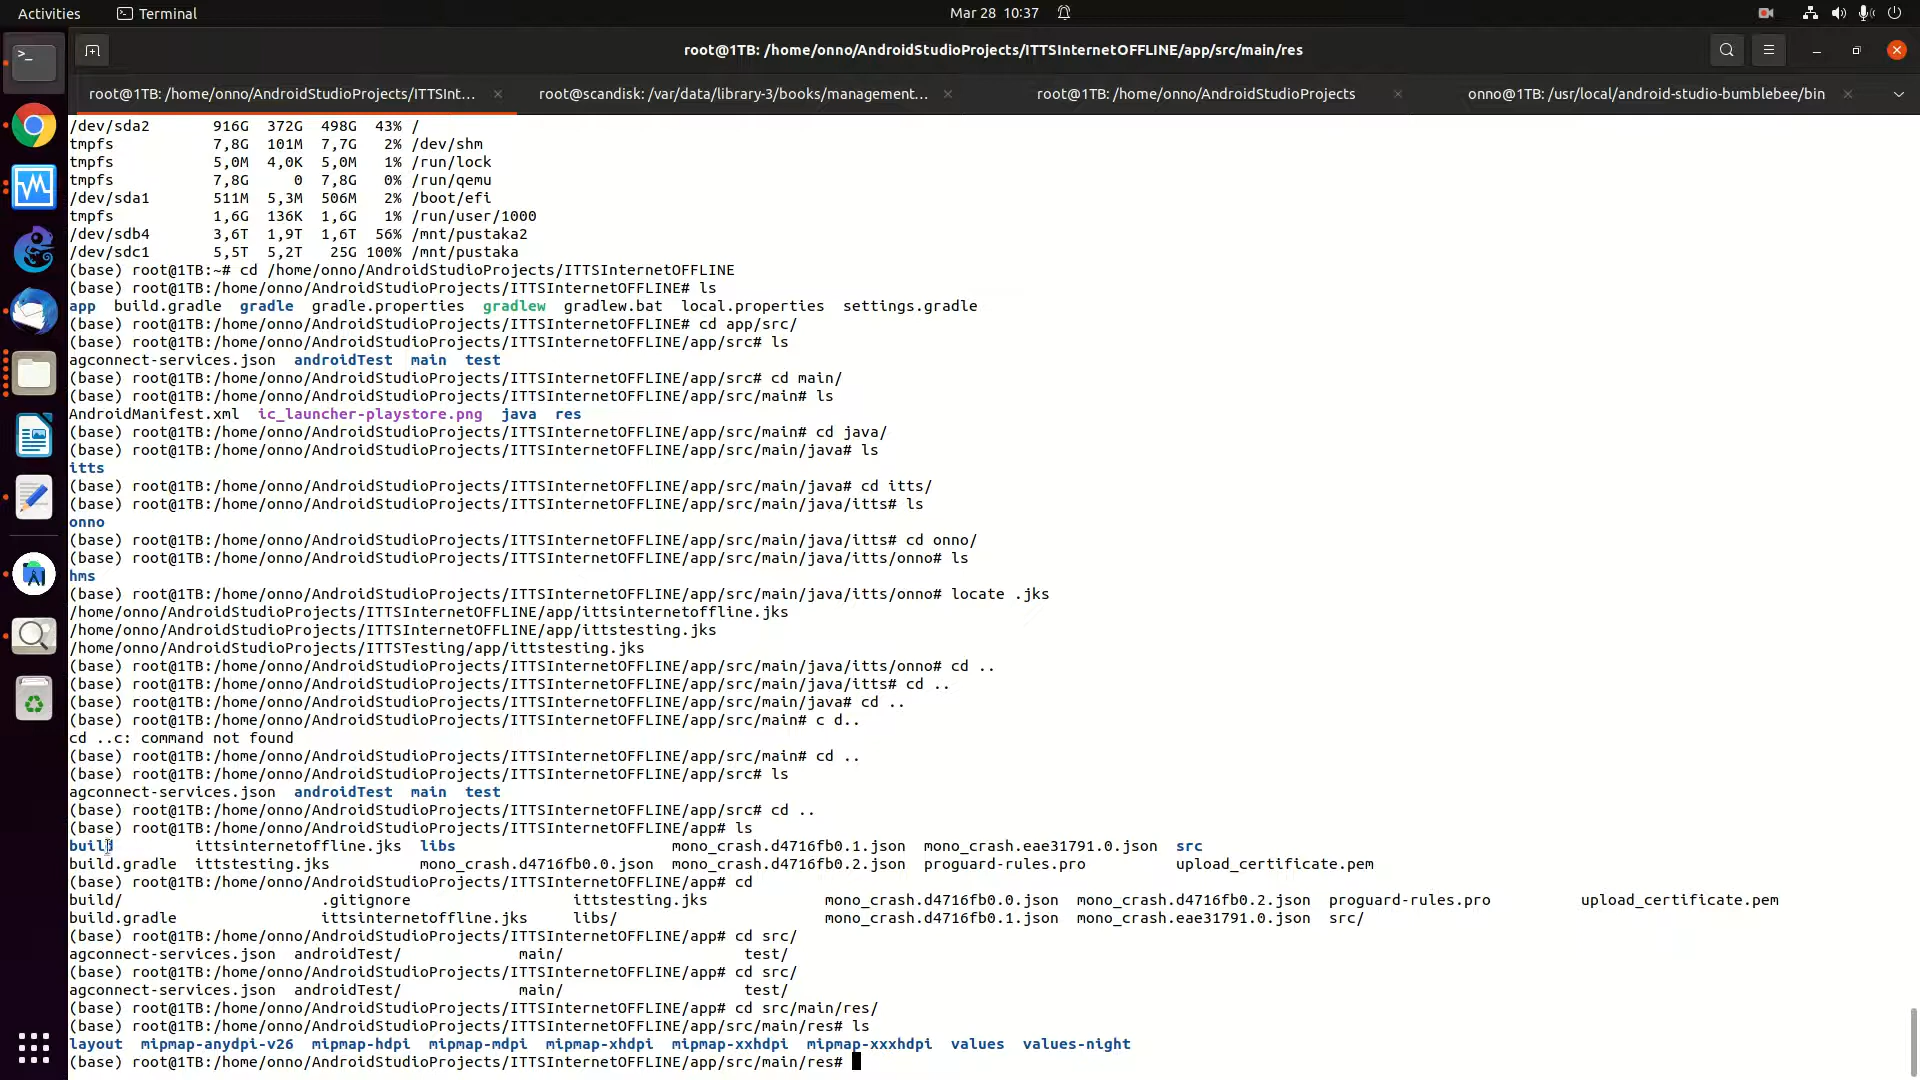 Activities Terminal Mar 28 10:37
root@1TB: /home/onno/AndroidStudioProjects/ITTSInternetOFFLINE/app/src/main/res
root@1TB: /home/onno/AndroidStudioProjects/ITTSInt... root@scandisk: /var/data/library-3/books/management... root@1TB: /home/onno/AndroidStudioProjects onno@1TB: /usr/local/android-studio-bumblebee/bin
/dev/sda2 916G 372G 498G 43% /
tmpfs 7,8G 101M 7,7G 2% /dev/shm
tmpfs 5,0M 4,0K 5,0M 1% /run/lock
tmpfs 7,8G 0 7,8G 0% /run/qemu
/dev/sda1 511M 5,3M 506M 2% /boot/efi
tmpfs 1,6G 136K 1,6G 1% /run/user/1000
/dev/sdb4 3,6T 1,9T 1,6T 56% /mnt/pustaka2
/dev/sdc1 5,5T 5,2T 25G 100% /mnt/pustaka
(base) root@1TB:~# cd /home/onno/AndroidStudioProjects/ITTSInternetOFFLINE
(base) root@1TB:/home/onno/AndroidStudioProjects/ITTSInternetOFFLINE# ls
app build.gradle gradle gradle.properties gradlew gradlew.bat local.properties settings.gradle
(base) root@1TB:/home/onno/AndroidStudioProjects/ITTSInternetOFFLINE# cd app/src/
(base) root@1TB:/home/onno/AndroidStudioProjects/ITTSInternetOFFLINE/app/src# ls
agconnect-services.json androidTest main test
(base) root@1TB:/home/onno/AndroidStudioProjects/ITTSInternetOFFLINE/app/src# cd main/
(base) root@1TB:/home/onno/AndroidStudioProjects/ITTSInternetOFFLINE/app/src/main# ls
AndroidManifest.xml ic_launcher-playstore.png java res
(base) root@1TB:/home/onno/AndroidStudioProjects/ITTSInternetOFFLINE/app/src/main# cd java/
(base) root@1TB:/home/onno/AndroidStudioProjects/ITTSInternetOFFLINE/app/src/main/java# ls
itts
(base) root@1TB:/home/onno/AndroidStudioProjects/ITTSInternetOFFLINE/app/src/main/java# cd itts/
(base) root@1TB:/home/onno/AndroidStudioProjects/ITTSInternetOFFLINE/app/src/main/java/itts# ls
onno
(base) root@1TB:/home/onno/AndroidStudioProjects/ITTSInternetOFFLINE/app/src/main/java/itts# cd onno/
(base) root@1TB:/home/onno/AndroidStudioProjects/ITTSInternetOFFLINE/app/src/main/java/itts/onno# ls
hms
(base) root@1TB:/home/onno/AndroidStudioProjects/ITTSInternetOFFLINE/app/src/main/java/itts/onno# locate .jks
/home/onno/AndroidStudioProjects/ITTSInternetOFFLINE/app/ittsinternetoffline.jks
/home/onno/AndroidStudioProjects/ITTSInternetOFFLINE/app/ittstesting.jks
/home/onno/AndroidStudioProjects/ITTSTesting/app/ittstesting.jks
(base) root@1TB:/home/onno/AndroidStudioProjects/ITTSInternetOFFLINE/app/src/main/java/itts/onno# cd ..
(base) root@1TB:/home/onno/AndroidStudioProjects/ITTSInternetOFFLINE/app/src/main/java/itts# cd ..
(base) root@1TB:/home/onno/AndroidStudioProjects/ITTSInternetOFFLINE/app/src/main/java# cd ..
(base) root@1TB:/home/onno/AndroidStudioProjects/ITTSInternetOFFLINE/app/src/main# c d..
cd ..c: command not found
(base) root@1TB:/home/onno/AndroidStudioProjects/ITTSInternetOFFLINE/app/src/main# cd ..
(base) root@1TB:/home/onno/AndroidStudioProjects/ITTSInternetOFFLINE/app/src# ls
agconnect-services.json androidTest main test
(base) root@1TB:/home/onno/AndroidStudioProjects/ITTSInternetOFFLINE/app/src# cd ..
(base) root@1TB:/home/onno/AndroidStudioProjects/ITTSInternetOFFLINE/app# ls
build ittsinternetoffline.jks libs mono_crash.d4716fb0.1.json mono_crash.eae31791.0.json src
build.gradle ittstesting.jks mono_crash.d4716fb0.0.json mono_crash.d4716fb0.2.json proguard-rules.pro upload_certificate.pem
(base) root@1TB:/home/onno/AndroidStudioProjects/ITTSInternetOFFLINE/app# cd
build/ .gitignore ittstesting.jks mono_crash.d4716fb0.0.json mono_crash.d4716fb0.2.json proguard-rules.pro upload_certificate.pem
build.gradle ittsinternetoffline.jks libs/ mono_crash.d4716fb0.1.json mono_crash.eae31791.0.json src/
(base) root@1TB:/home/onno/AndroidStudioProjects/ITTSInternetOFFLINE/app# cd src/
agconnect-services.json androidTest/ main/ test/
(base) root@1TB:/home/onno/AndroidStudioProjects/ITTSInternetOFFLINE/app# cd src/
agconnect-services.json androidTest/ main/ test/
(base) root@1TB:/home/onno/AndroidStudioProjects/ITTSInternetOFFLINE/app# cd src/main/res/
(base) root@1TB:/home/onno/AndroidStudioProjects/ITTSInternetOFFLINE/app/src/main/res# ls
layout mipmap-anydpi-v26 mipmap-hdpi mipmap-mdpi mipmap-xhdpi mipmap-xxhdpi mipmap-xxxhdpi values values-night
(base) root@1TB:/home/onno/AndroidStudioProjects/ITTSInternetOFFLINE/app/src/main/res#